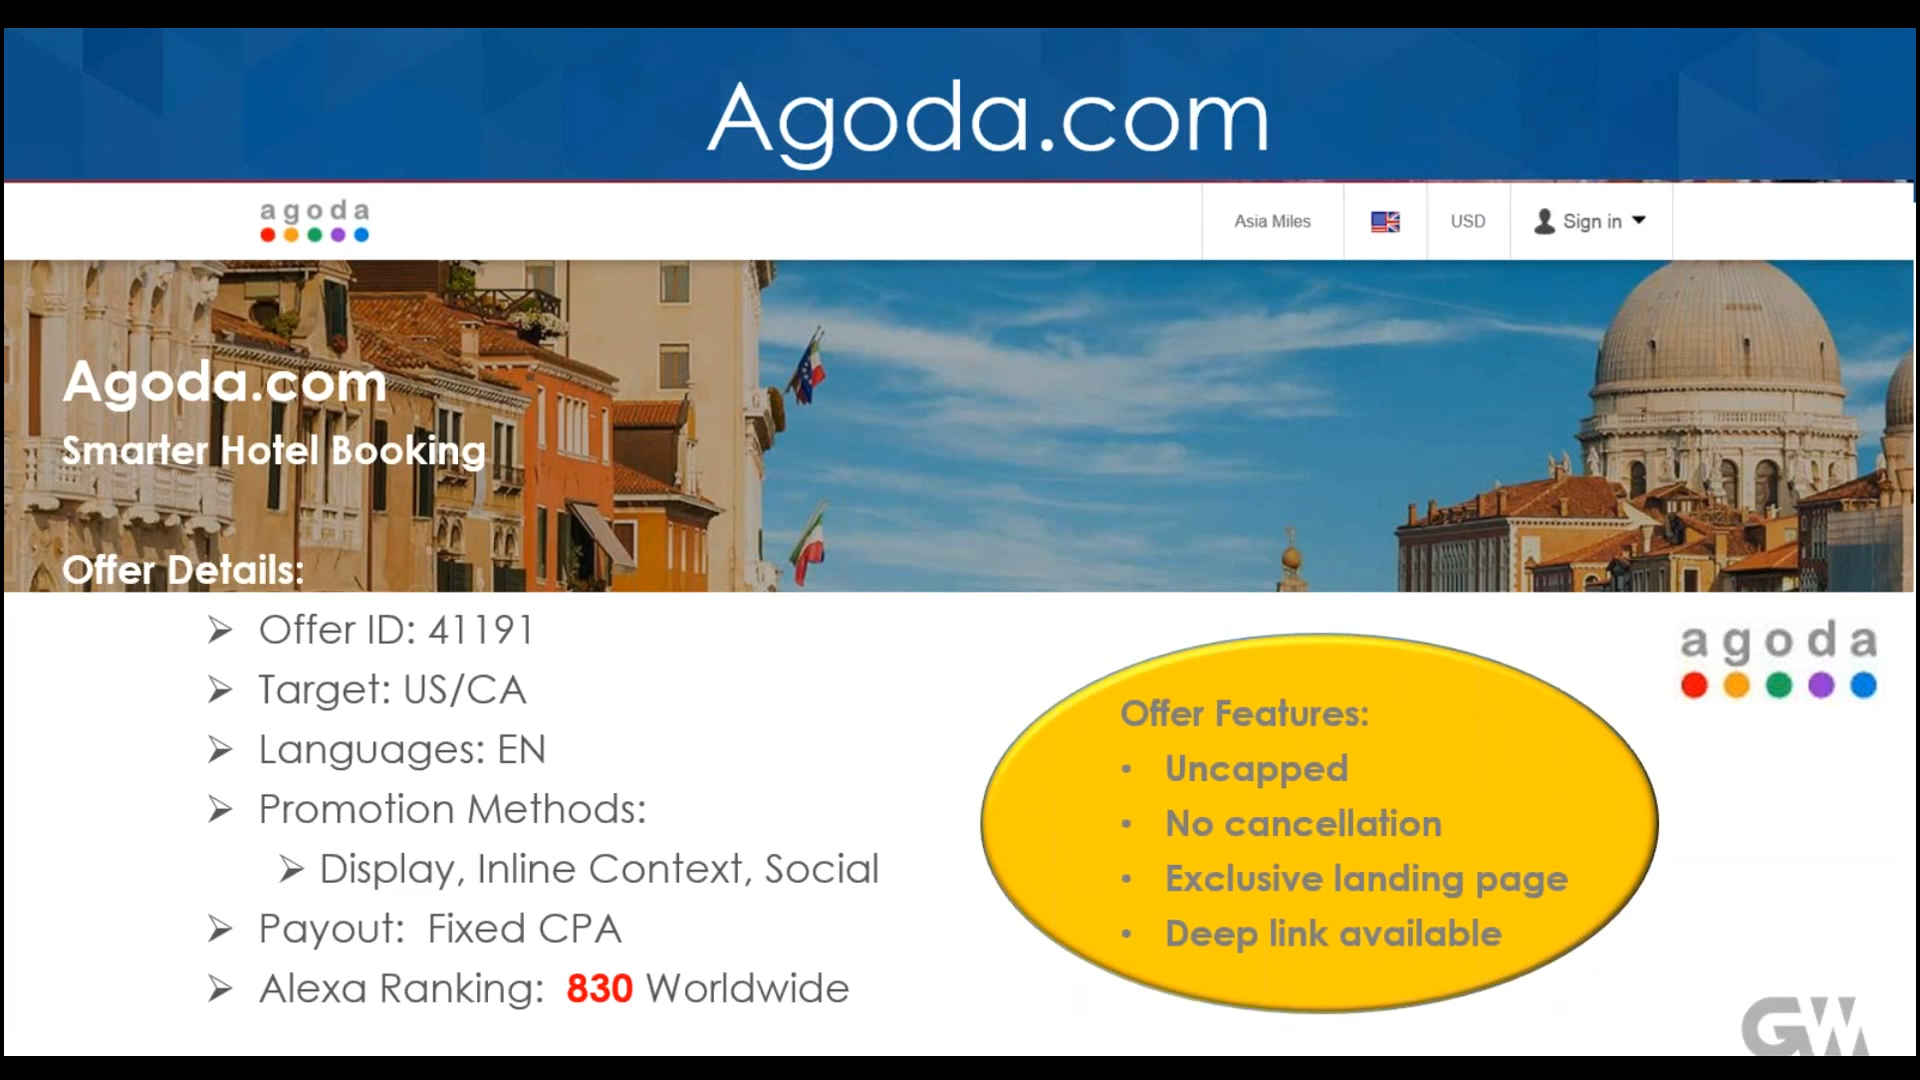 Agoda.com
agoda
Asia Miles
USD
Sign in
Agoda.com
Smarter Hotel Booking
Offer Details:
➢ Offer ID: 41191
➢ Target: US/CA
➢ Languages: EN
➢ Promotion Methods:
➢ Display, Inline Context, Social
➢ Payout: Fixed CPA
➢ Alexa Ranking: 830 Worldwide
agoda
Offer Features:
• Uncapped
• No cancellation
• Exclusive landing page
• Deep link available
GW